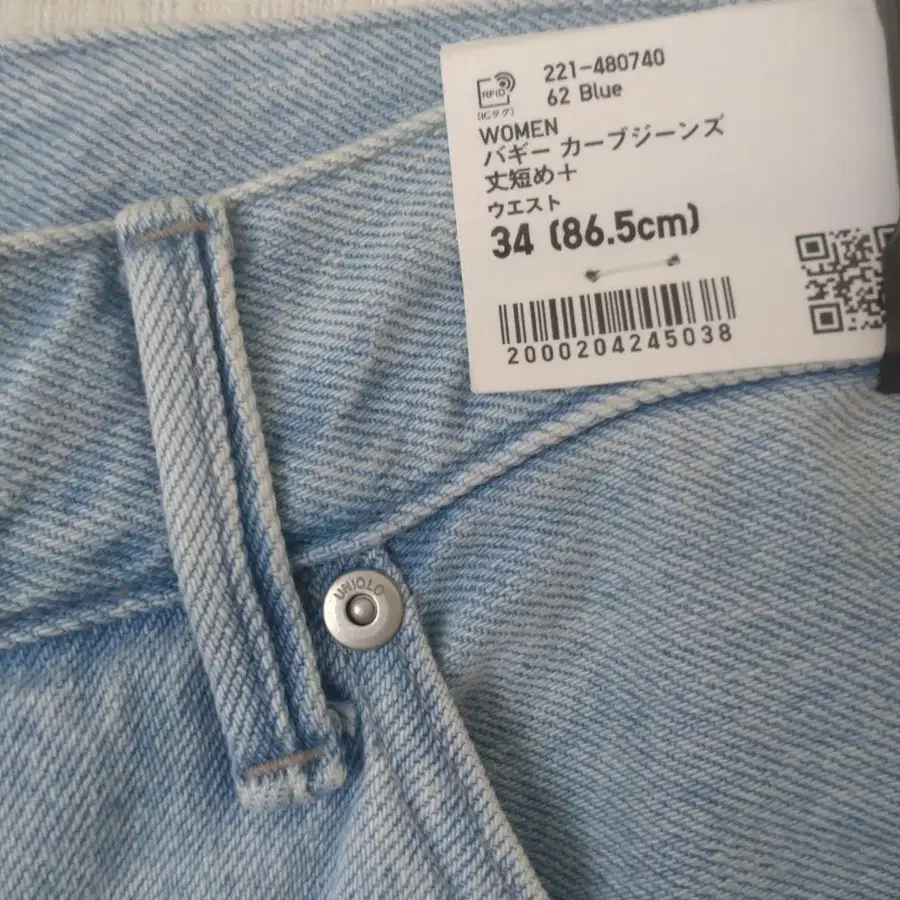 221-480740
62 Blue
RFID
(ICタグ)
WOMEN
バギー カーブジーンズ
丈短め＋
ウエスト
34 (86.5cm)
2000204245038
UNIQLO